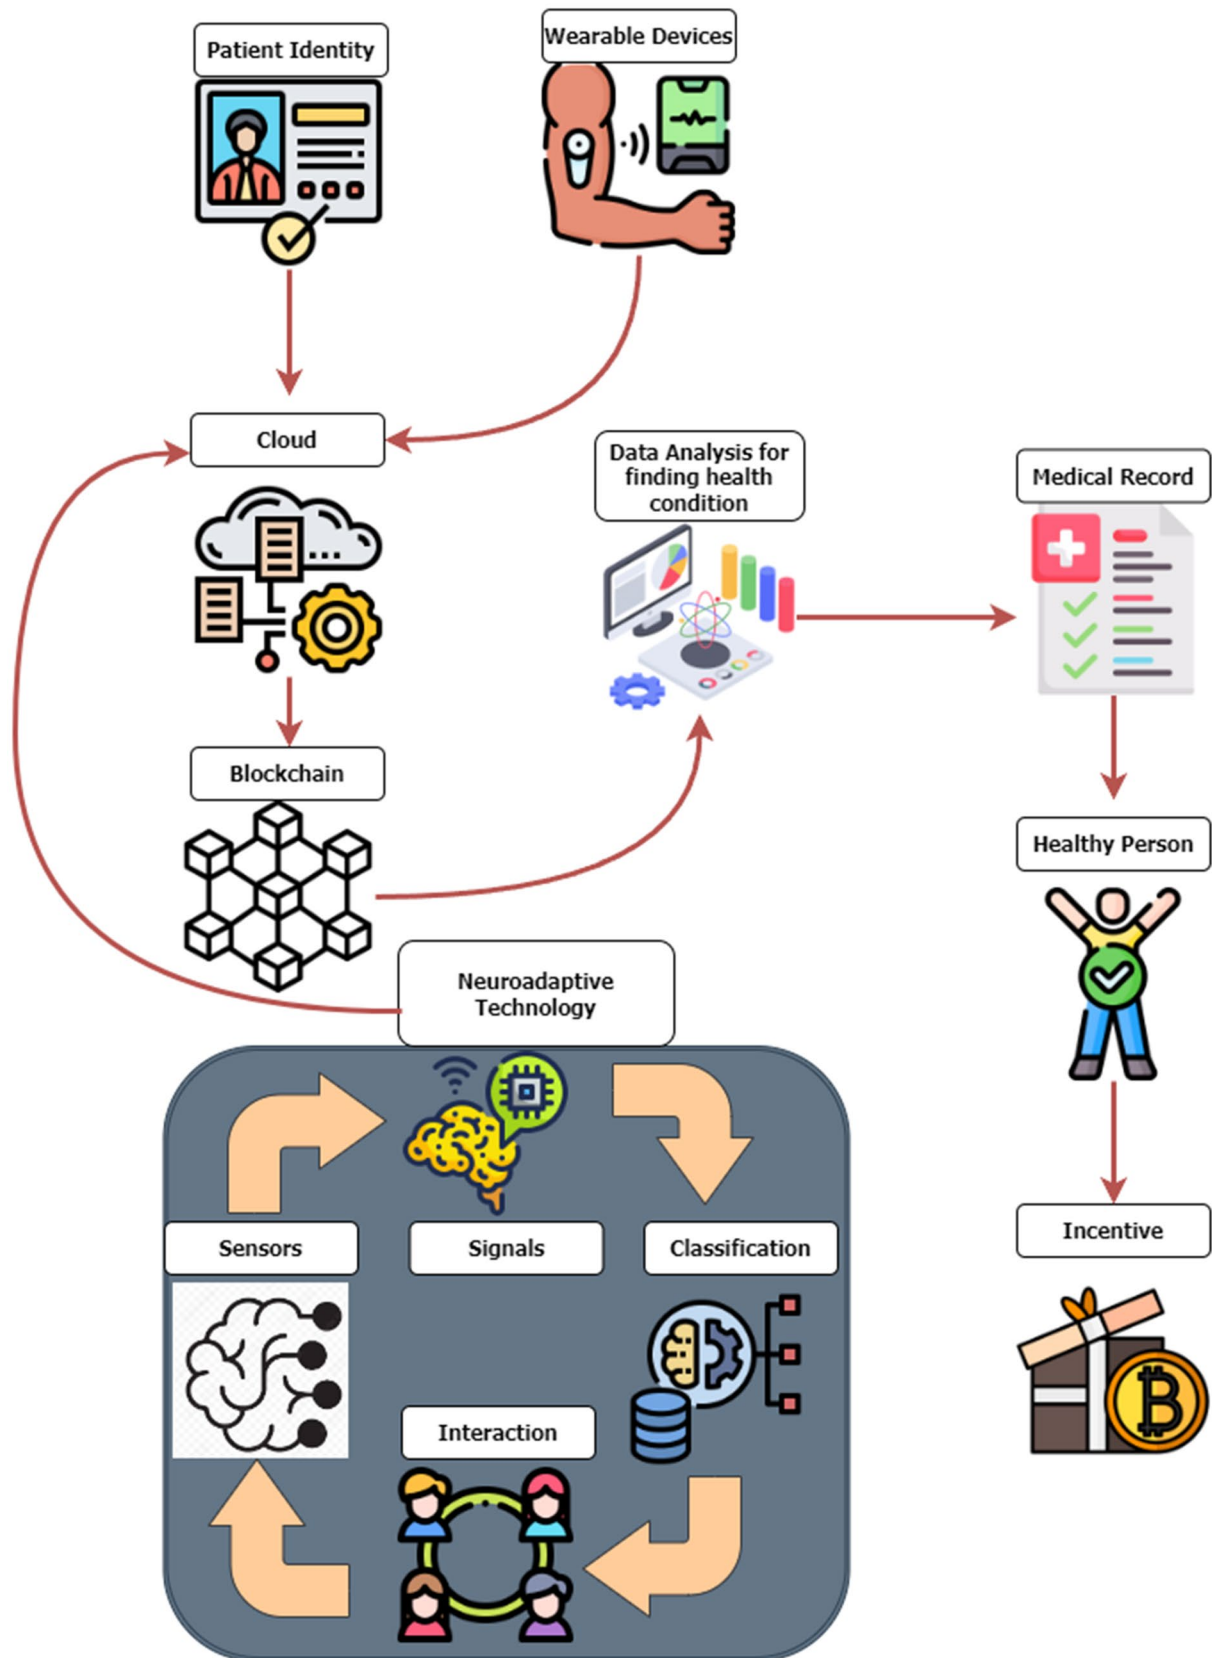 Patient Identity
Wearable Devices
Cloud
Data Analysis for
finding health
condition
Medical Record
Blockchain
Healthy Person
Neuroadaptive
Technology
Sensors
Signals
Classification
Incentive
Interaction